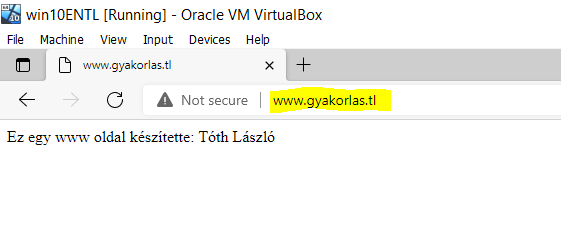 win10ENTL [Running] - Oracle VM VirtualBox
File Machine View Input Devices Help
www.gyakorlas.tl
Not secure www.gyakorlas.tl
Ez egy www oldal készítette: Tóth László